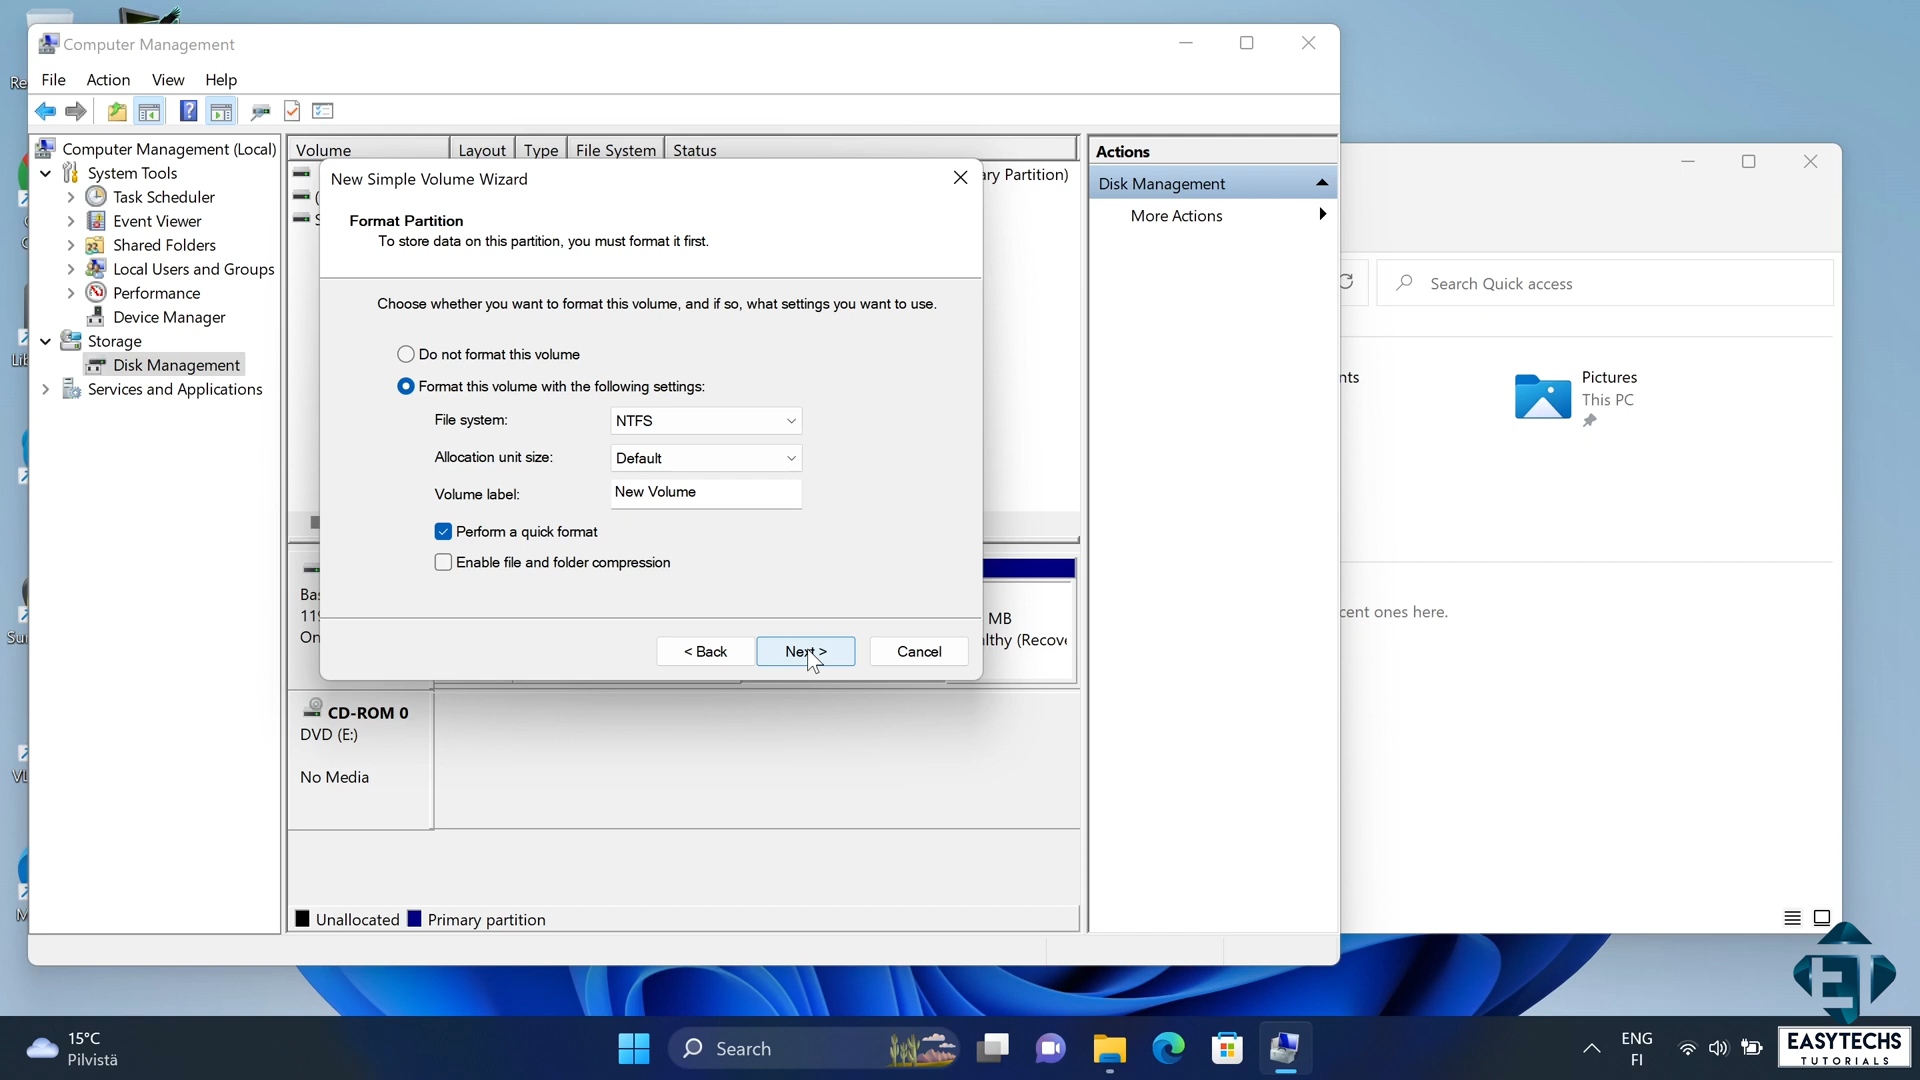 Computer Management
File Action View Help
Computer Management (Local)
System Tools
Task Scheduler
Event Viewer
Shared Folders
Local Users and Groups
Performance
Device Manager
Storage
Disk Management
Services and Applications
Volume Layout Type File System Status
ary Partition)
New Simple Volume Wizard
Format Partition
To store data on this partition, you must format it first.
Choose whether you want to format this volume, and if so, what settings you want to use.
Do not format this volume
Format this volume with the following settings:
File system: NTFS
Allocation unit size: Default
Volume label: New Volume
Perform a quick format
Enable file and folder compression
< Back Next > Cancel
Bas
119
On
MB
lthy (Recove
CD-ROM 0
DVD (E:)
No Media
Unallocated Primary partition
Actions
Disk Management
More Actions
Search Quick access
nts
Pictures
This PC
cent ones here.
15°C
Pilvistä
Search
ENG
FI
EASYTECHS
TUTORIALS